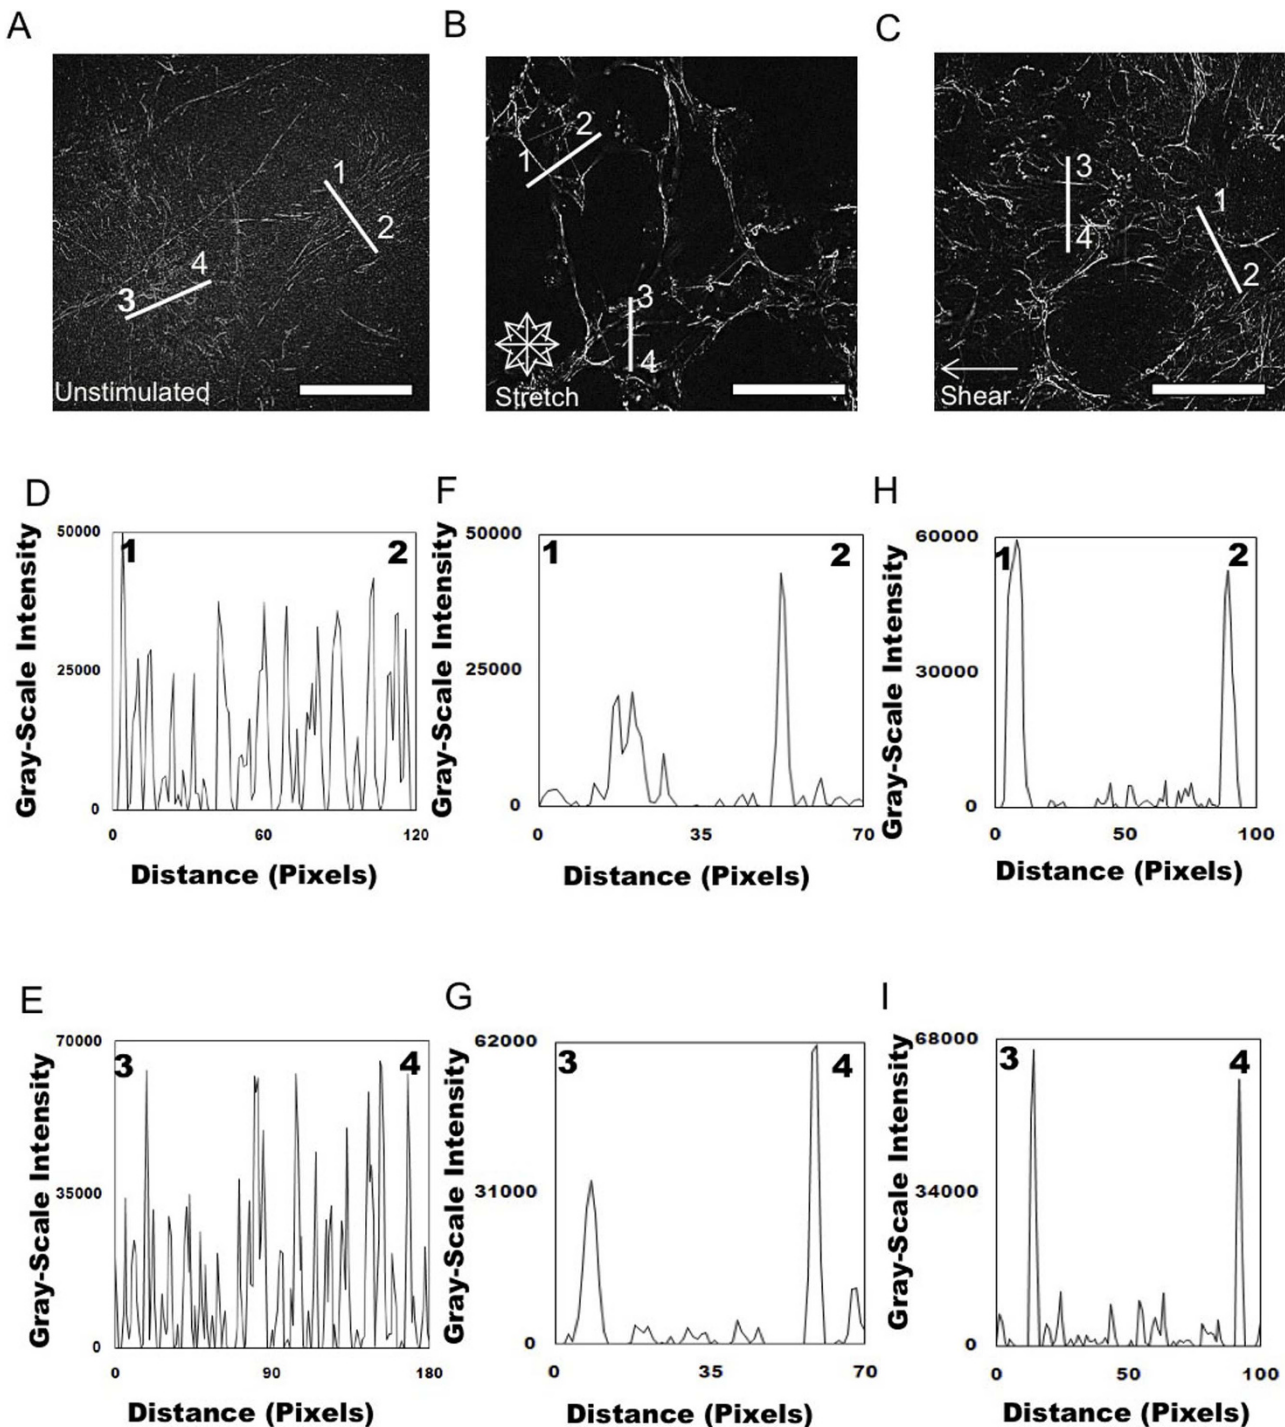 A
B
C
1
2
3
4
Unstimulated
1
2
3
4
Stretch
3
4
1
2
Shear
D
F
H
Gray-Scale Intensity
50000
25000
0
1
2
0 60 120
Distance (Pixels)
Gray-Scale Intensity
50000
25000
0
1
2
0 35 70
Distance (Pixels)
Gray-Scale Intensity
60000
30000
0
1
2
0 50 100
Distance (Pixels)
E
G
I
Gray-Scale Intensity
70000
35000
0
3
4
0 90 180
Distance (Pixels)
Gray-Scale Intensity
62000
31000
0
3
4
0 35 70
Distance (Pixels)
Gray-Scale Intensity
68000
34000
0
3
4
0 50 100
Distance (Pixels)